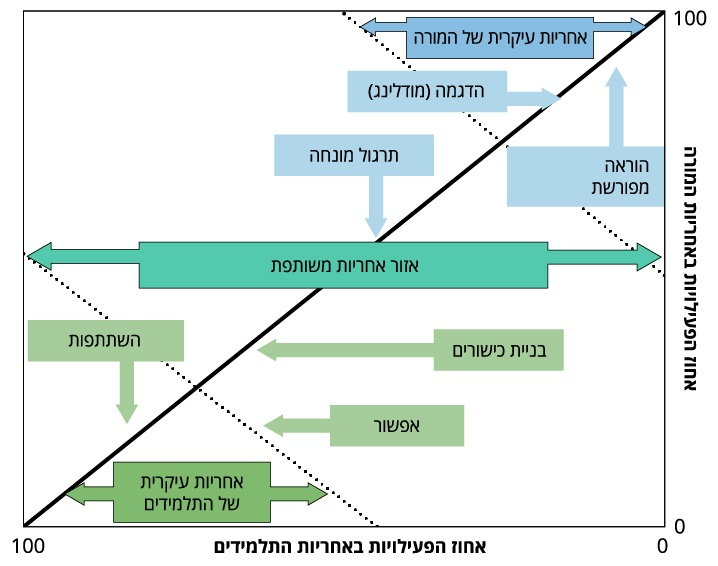 100
אחריות עיקרית של המורה
הדגמה (מודלינג)
הוראה
מפורשת
תרגול מונחה
אחוז הפעילויות באחריות המורה
אזור אחריות משותפת
השתתפות
בניית כישורים
אפשור
אחריות עיקרית
של התלמידים
0
100
אחוז הפעילויות באחריות התלמידים
0